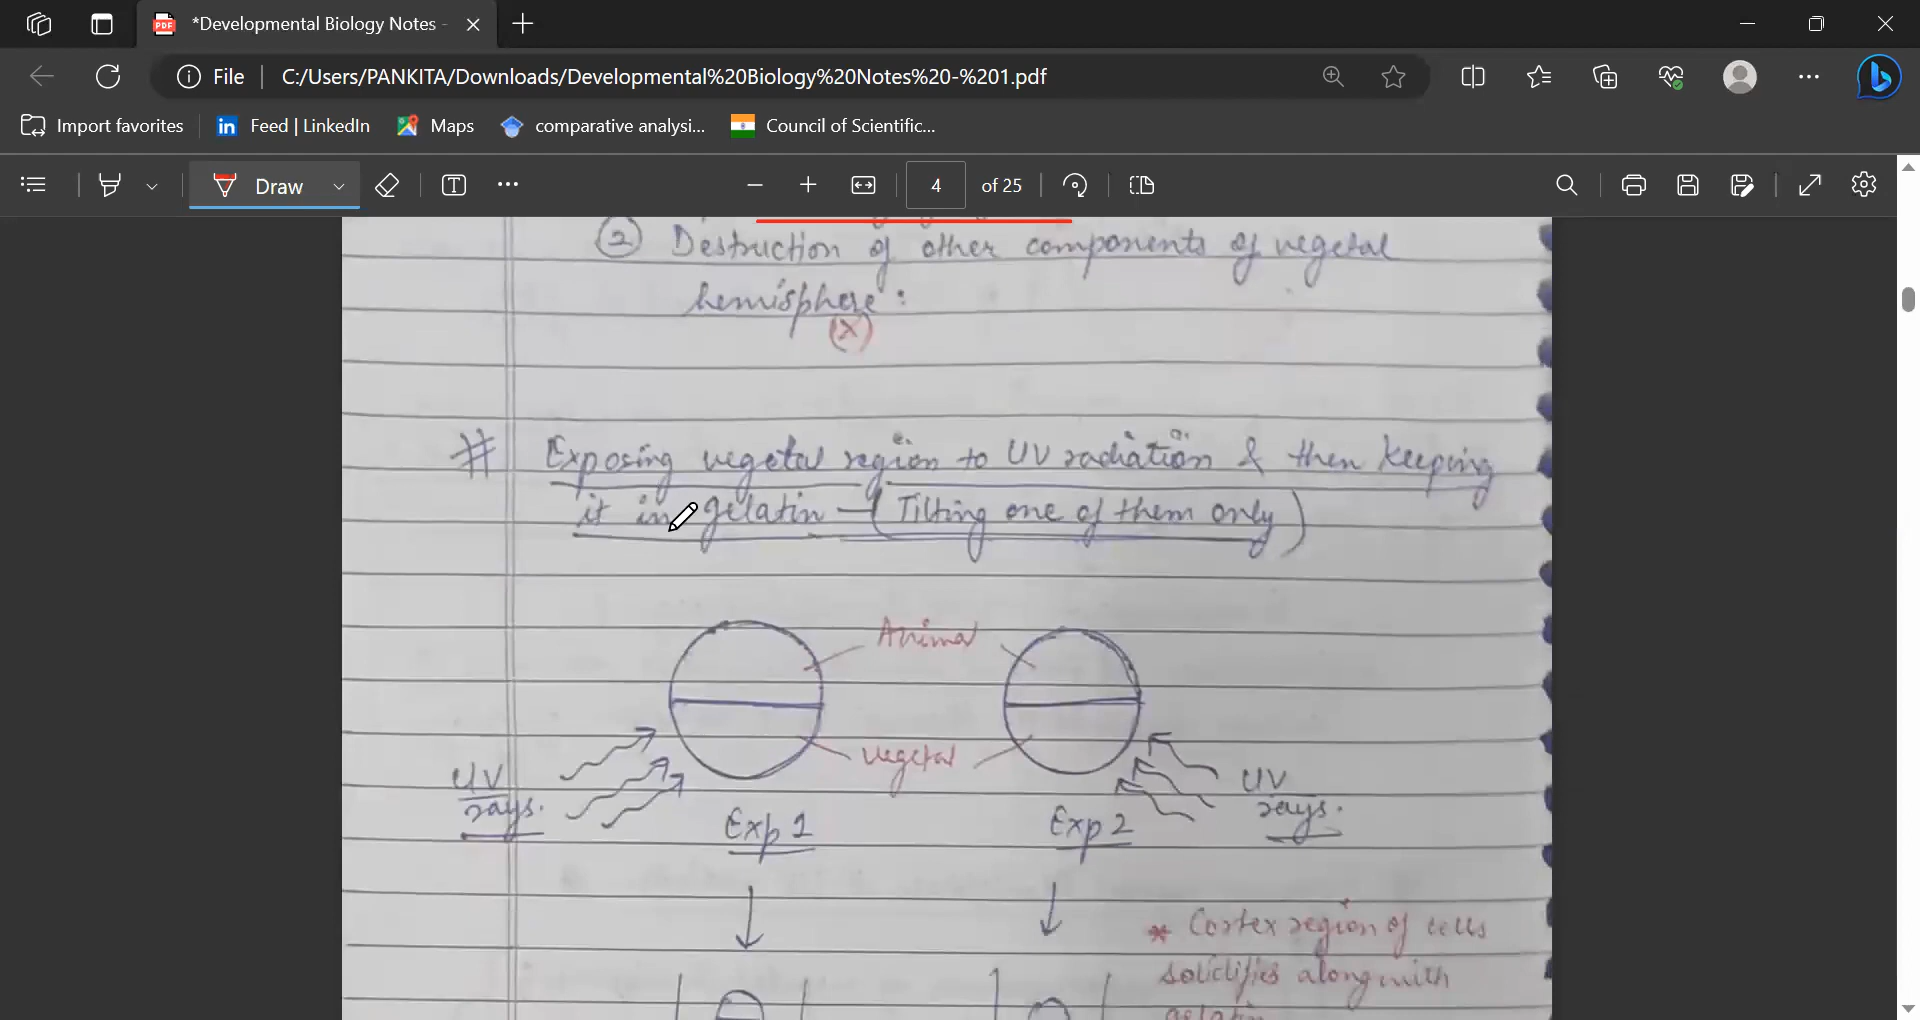 *Developmental Biology Notes -
File
C:/Users/PANKITA/Downloads/Developmental%20Biology%20Notes%20-%201.pdf
Import favorites
Feed | LinkedIn
Maps
comparative analysi...
Council of Scientific...
Draw
4
of 25
② Destruction of other components of vegetal
hemisphere :
(X)
# Exposing vegetal region to UV radiation & then keeping
it in gelatin - (Tilting one of them only)
Animal
vegetal
UV
rays.
UV
rays.
Exp 1
Exp 2
* Cortex region of cells
solidifies along with
gelatin